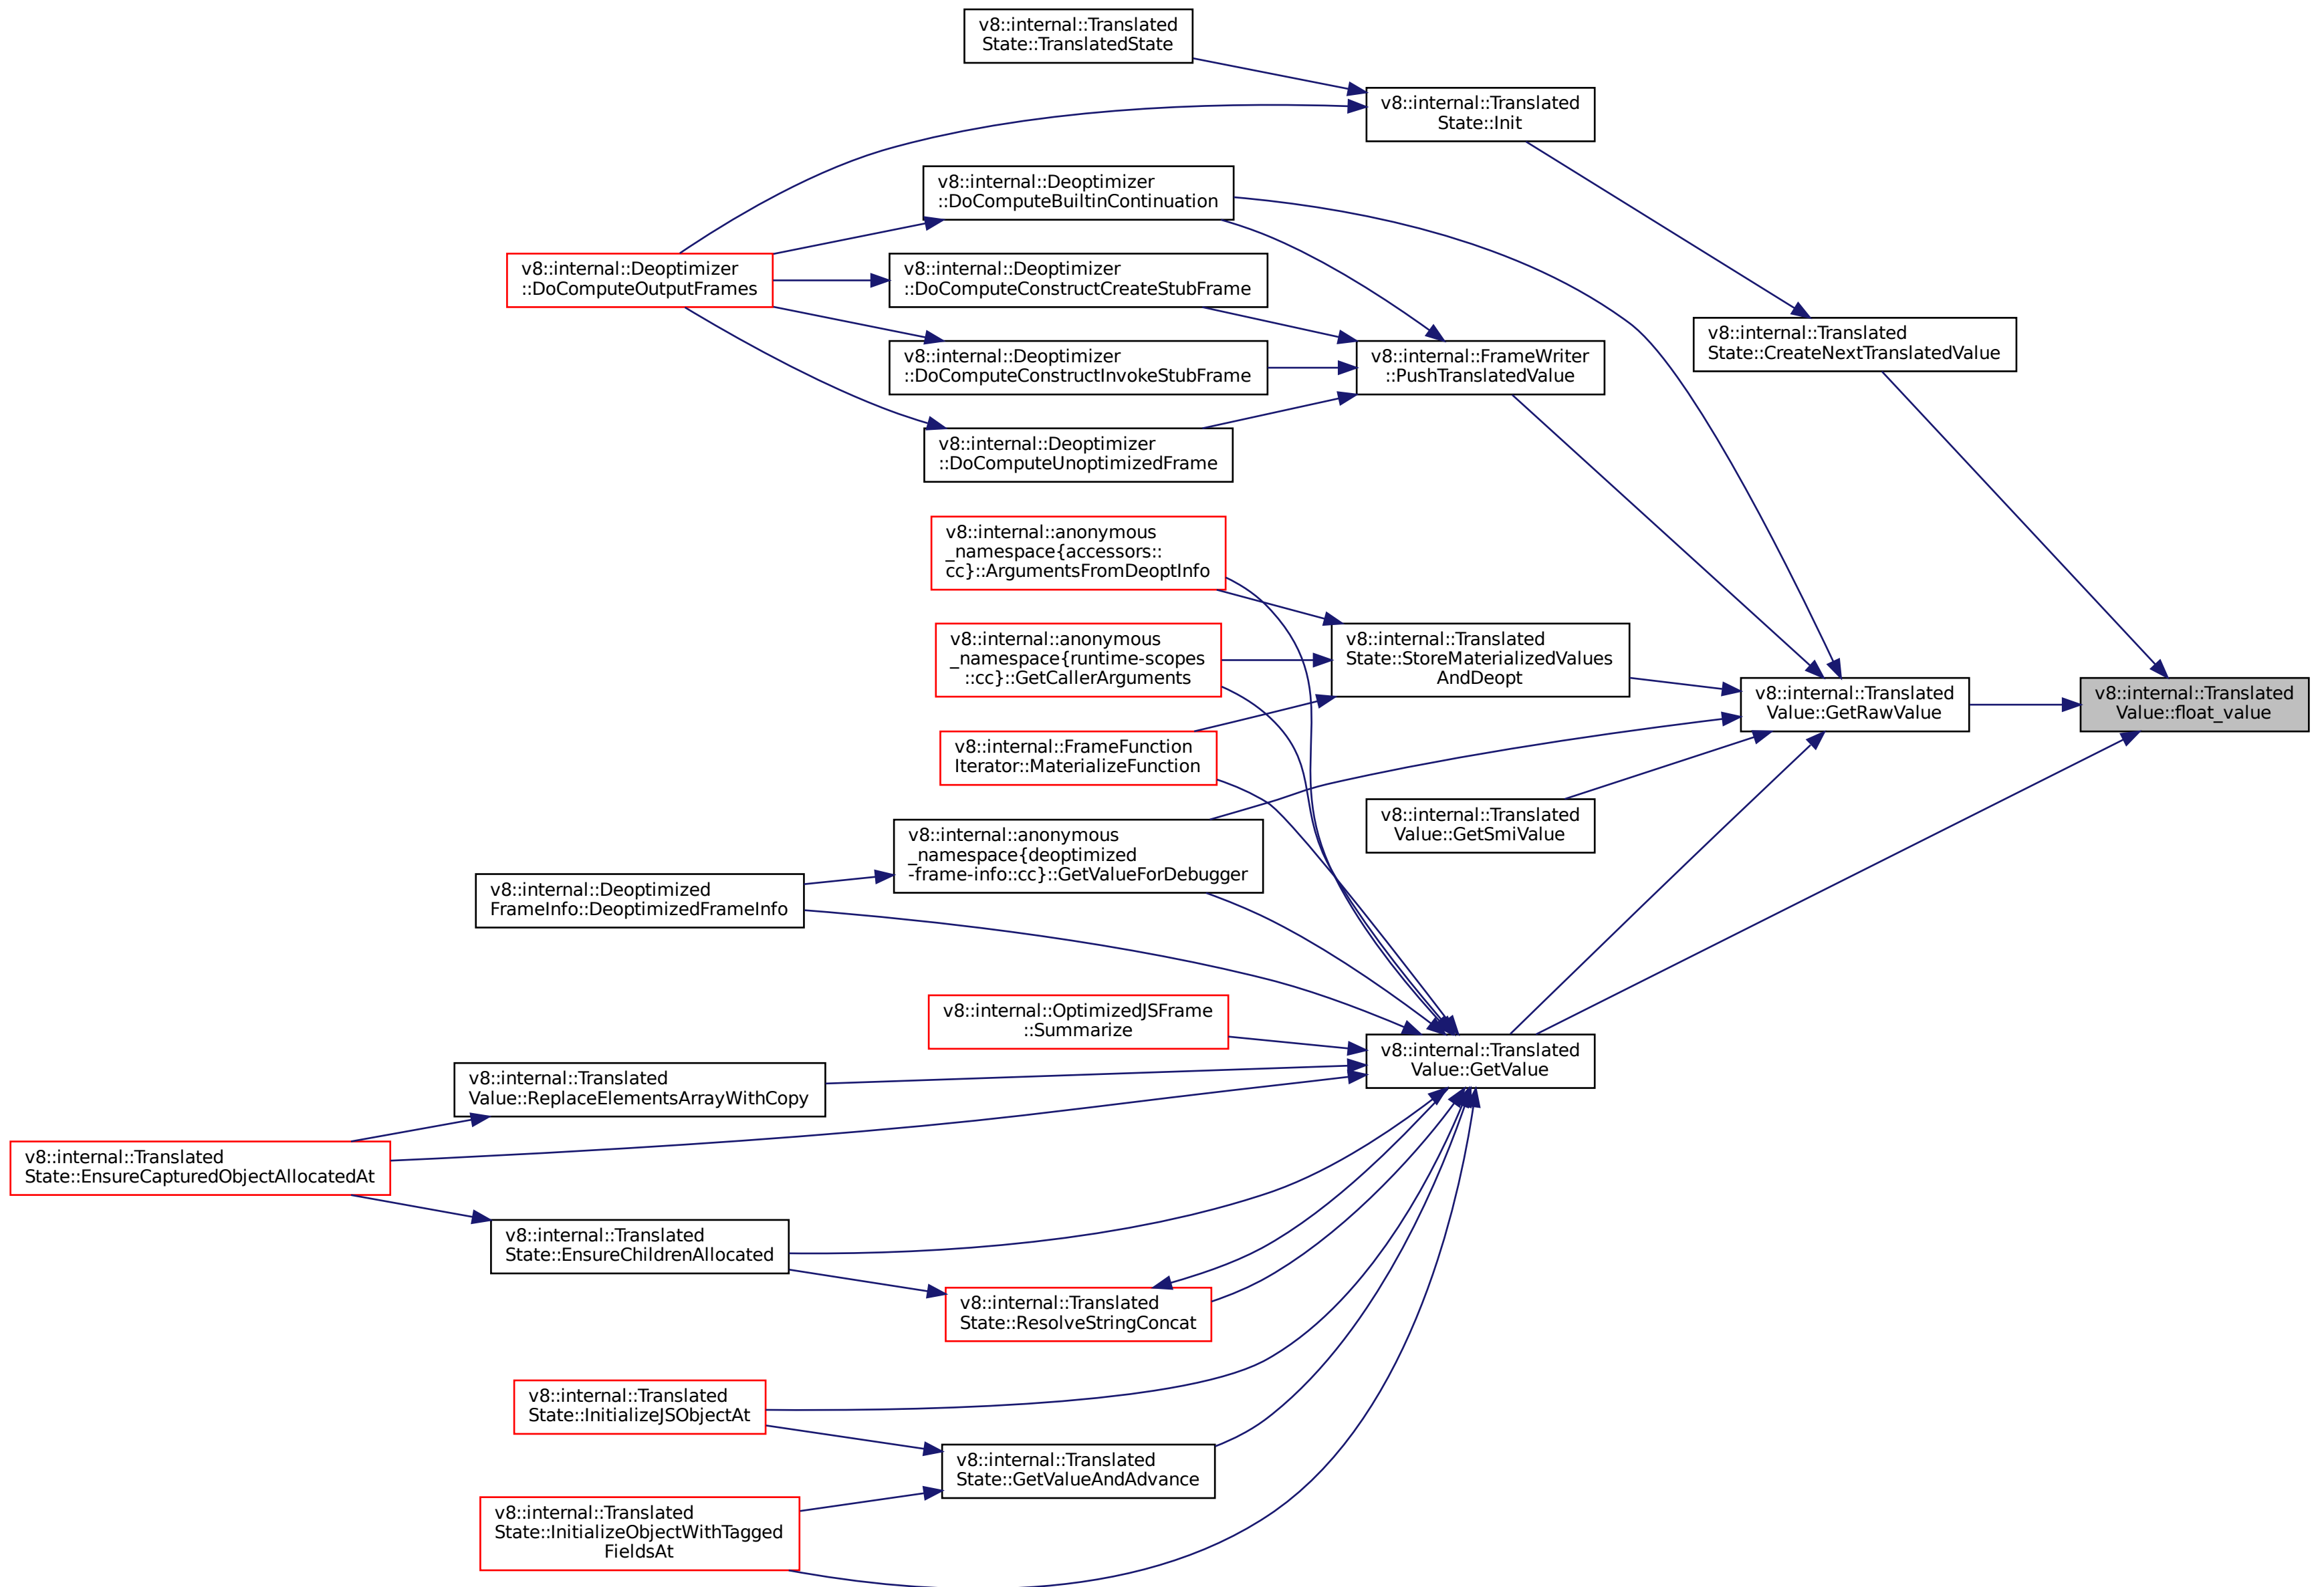 v8::internal::Translated
State::TranslatedState
v8::internal::Translated
State::Init
v8::internal::Deoptimizer
::DoComputeBuiltinContinuation
v8::internal::Deoptimizer
::DoComputeOutputFrames
v8::internal::Deoptimizer
::DoComputeConstructCreateStubFrame
v8::internal::Translated
State::CreateNextTranslatedValue
v8::internal::Deoptimizer
::DoComputeConstructInvokeStubFrame
v8::internal::FrameWriter
::PushTranslatedValue
v8::internal::Deoptimizer
::DoComputeUnoptimizedFrame
v8::internal::anonymous
_namespace{accessors::
cc}::ArgumentsFromDeoptInfo
v8::internal::anonymous
_namespace{runtime-scopes
::cc}::GetCallerArguments
v8::internal::Translated
State::StoreMaterializedValues
AndDeopt
v8::internal::Translated
Value::GetRawValue
v8::internal::Translated
Value::float_value
v8::internal::FrameFunction
Iterator::MaterializeFunction
v8::internal::Translated
Value::GetSmiValue
v8::internal::anonymous
_namespace{deoptimized
-frame-info::cc}::GetValueForDebugger
v8::internal::Deoptimized
FrameInfo::DeoptimizedFrameInfo
v8::internal::OptimizedJSFrame
::Summarize
v8::internal::Translated
Value::GetValue
v8::internal::Translated
Value::ReplaceElementsArrayWithCopy
v8::internal::Translated
State::EnsureCapturedObjectAllocatedAt
v8::internal::Translated
State::EnsureChildrenAllocated
v8::internal::Translated
State::ResolveStringConcat
v8::internal::Translated
State::InitializeJSObjectAt
v8::internal::Translated
State::GetValueAndAdvance
v8::internal::Translated
State::InitializeObjectWithTagged
FieldsAt